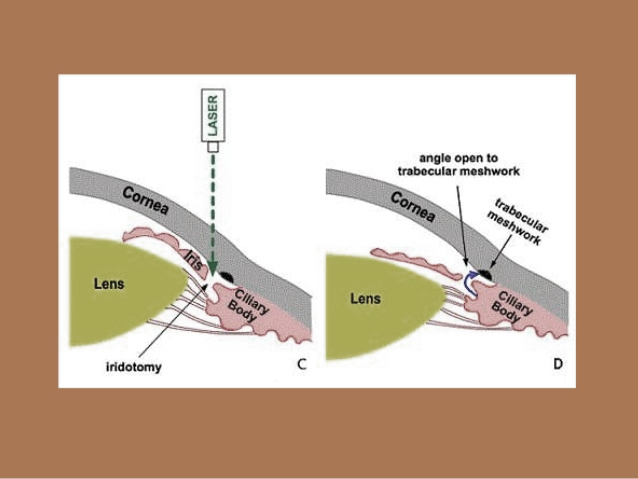 LASER
Cornea
Iris
Lens
Ciliary
Body
iridotomy
C
angle open to
trabecular meshwork
trabecular
meshwork
Cornea
Lens
Ciliary
Body
D